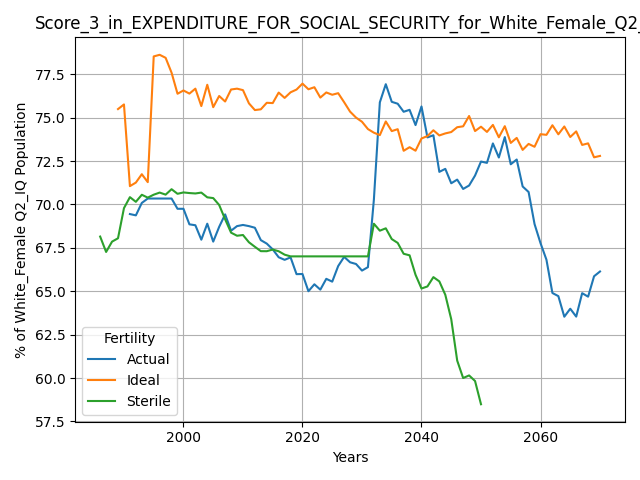 Score_3_in_EXPENDITURE_FOR_SOCIAL_SECURITY_for_White_Female_Q2_
% of White_Female Q2_IQ Population
77.5
75.0
72.5
70.0
67.5
65.0
62.5
60.0
57.5
Fertility
Actual
Ideal
Sterile
2000 2020 2040 2060
Years